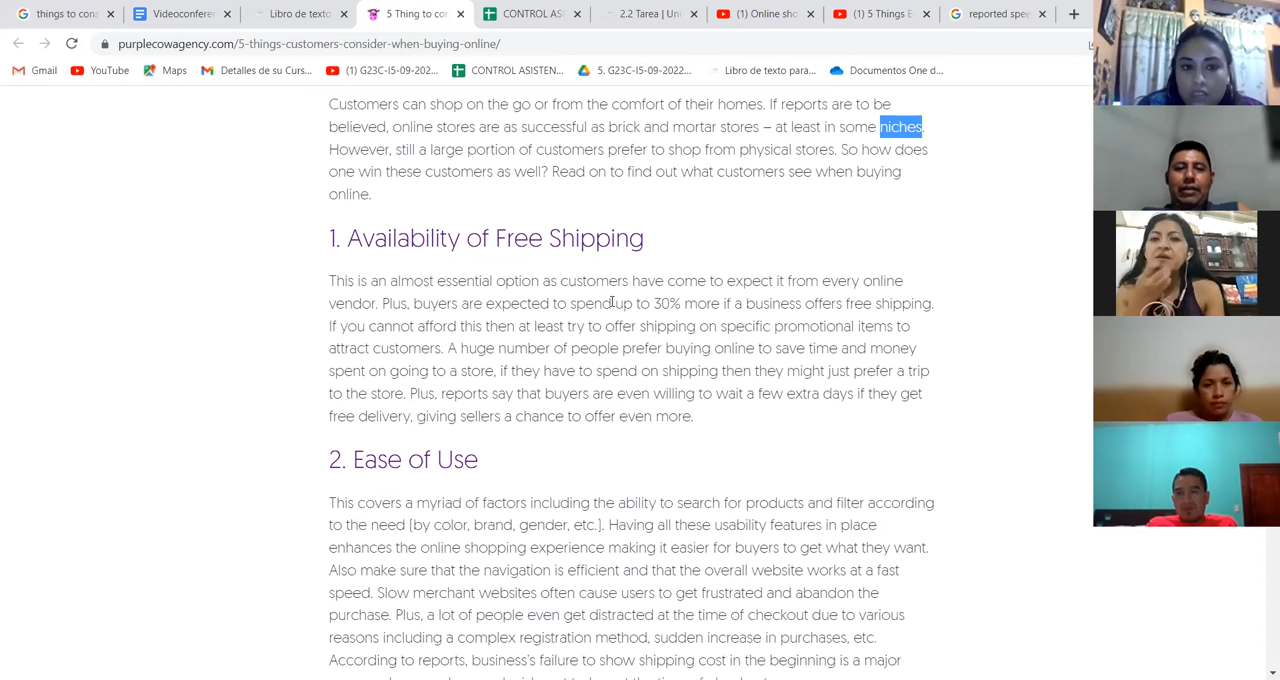 things to cons
Videoconferen
Libro de texto
5 Thing to con
CONTROL ASI
2.2 Tarea | Uni
(1) Online sho
(1) 5 Things E
reported spee
purplecowagency.com/5-things-customers-consider-when-buying-online/
Gmail
YouTube
Maps
Detalles de su Curs...
(1) G23C-I5-09-202...
CONTROL ASISTEN...
5. G23C-I5-09-2022...
Libro de texto para...
Documentos One d...
Customers can shop on the go or from the comfort of their homes. If reports are to be
believed, online stores are as successful as brick and mortar stores – at least in some niches.
However, still a large portion of customers prefer to shop from physical stores. So how does
one win these customers as well? Read on to find out what customers see when buying
online.
1. Availability of Free Shipping
This is an almost essential option as customers have come to expect it from every online
vendor. Plus, buyers are expected to spend up to 30% more if a business offers free shipping.
If you cannot afford this then at least try to offer shipping on specific promotional items to
attract customers. A huge number of people prefer buying online to save time and money
spent on going to a store, if they have to spend on shipping then they might just prefer a trip
to the store. Plus, reports say that buyers are even willing to wait a few extra days if they get
free delivery, giving sellers a chance to offer even more.
2. Ease of Use
This covers a myriad of factors including the ability to search for products and filter according
to the need [by color, brand, gender, etc.]. Having all these usability features in place
enhances the online shopping experience making it easier for buyers to get what they want.
Also make sure that the navigation is efficient and that the overall website works at a fast
speed. Slow merchant websites often cause users to get frustrated and abandon the
purchase. Plus, a lot of people even get distracted at the time of checkout due to various
reasons including a complex registration method, sudden increase in purchases, etc.
According to reports, business's failure to show shipping cost in the beginning is a major